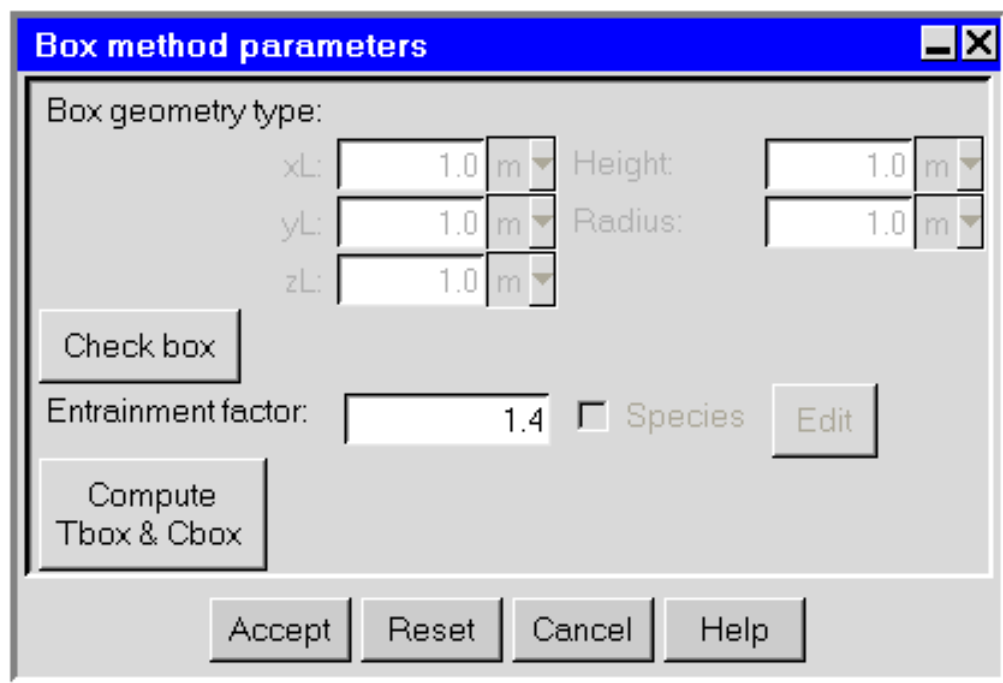 Box method parameters
Box geometry type:
xL: 1.0 m Height: 1.0 m
yL: 1.0 m Radius: 1.0 m
zL: 1.0 m
Check box
Entrainment factor: 1.4 Species Edit
Compute
Tbox & Cbox
Accept Reset Cancel Help